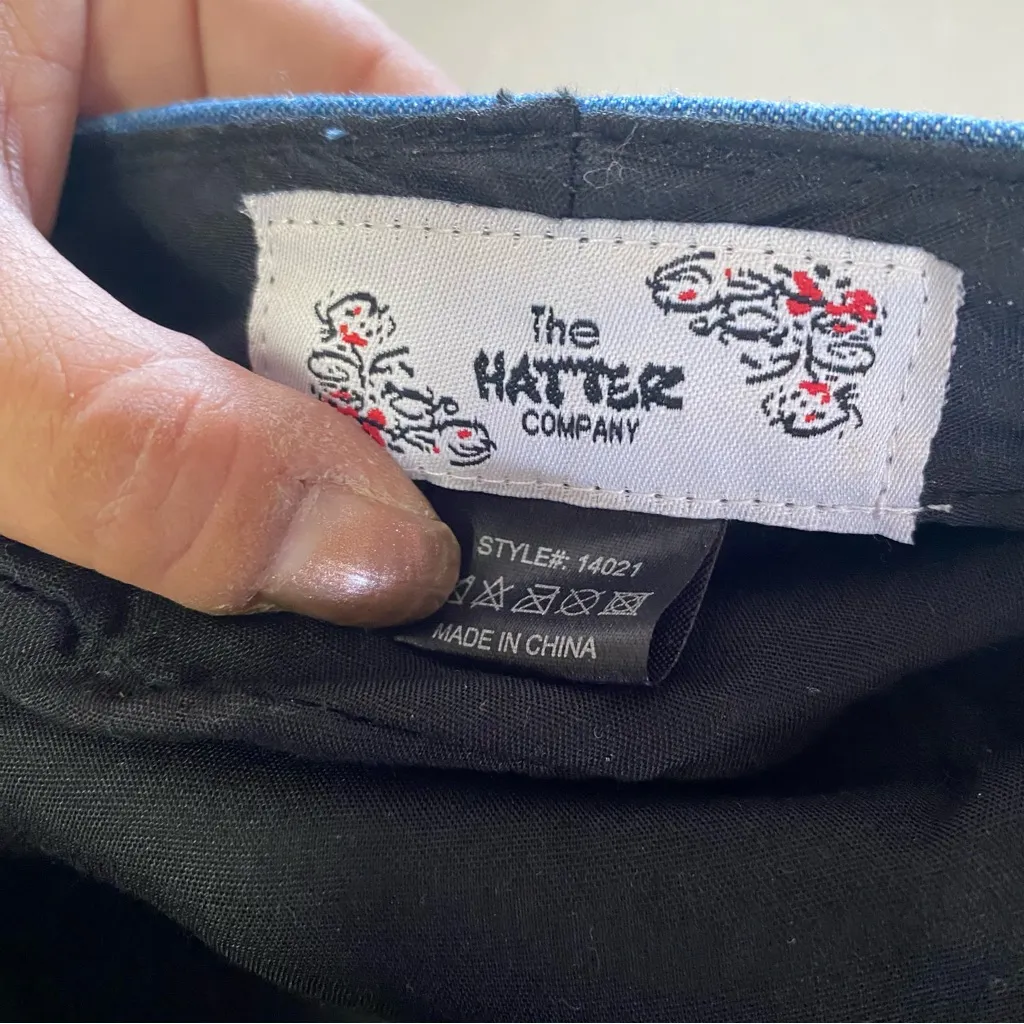 The
HATTER
COMPANY
STYLE#: 14021
MADE IN CHINA